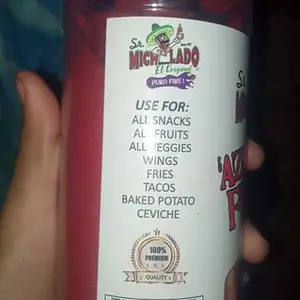 Sr.
MICHELADO
El Original
PURO FIRE!
USE FOR:
ALL SNACKS
ALL FRUITS
ALL VEGGIES
WINGS
FRIES
TACOS
BAKED POTATO
CEVICHE
100%
PREMIUM
QUALITY
Sr.